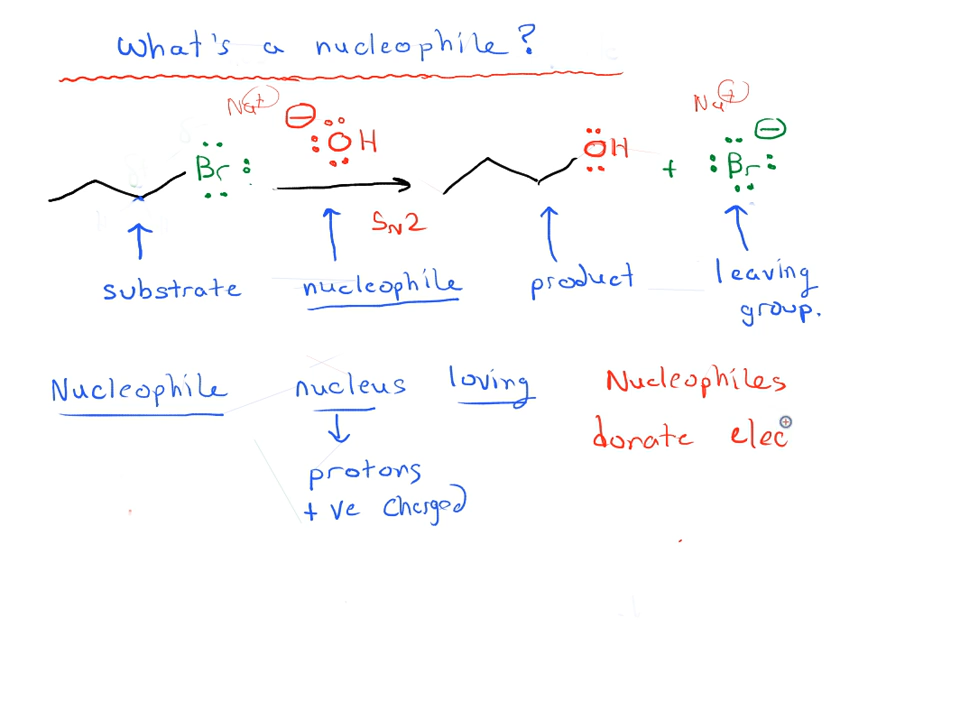 What's a nucleophile?
Na+ Na+
− OH −
Br OH + Br
SN2
substrate nucleophile product leaving
group.
Nucleophile nucleus loving Nucleophiles
donate elec
protons
+ve charged